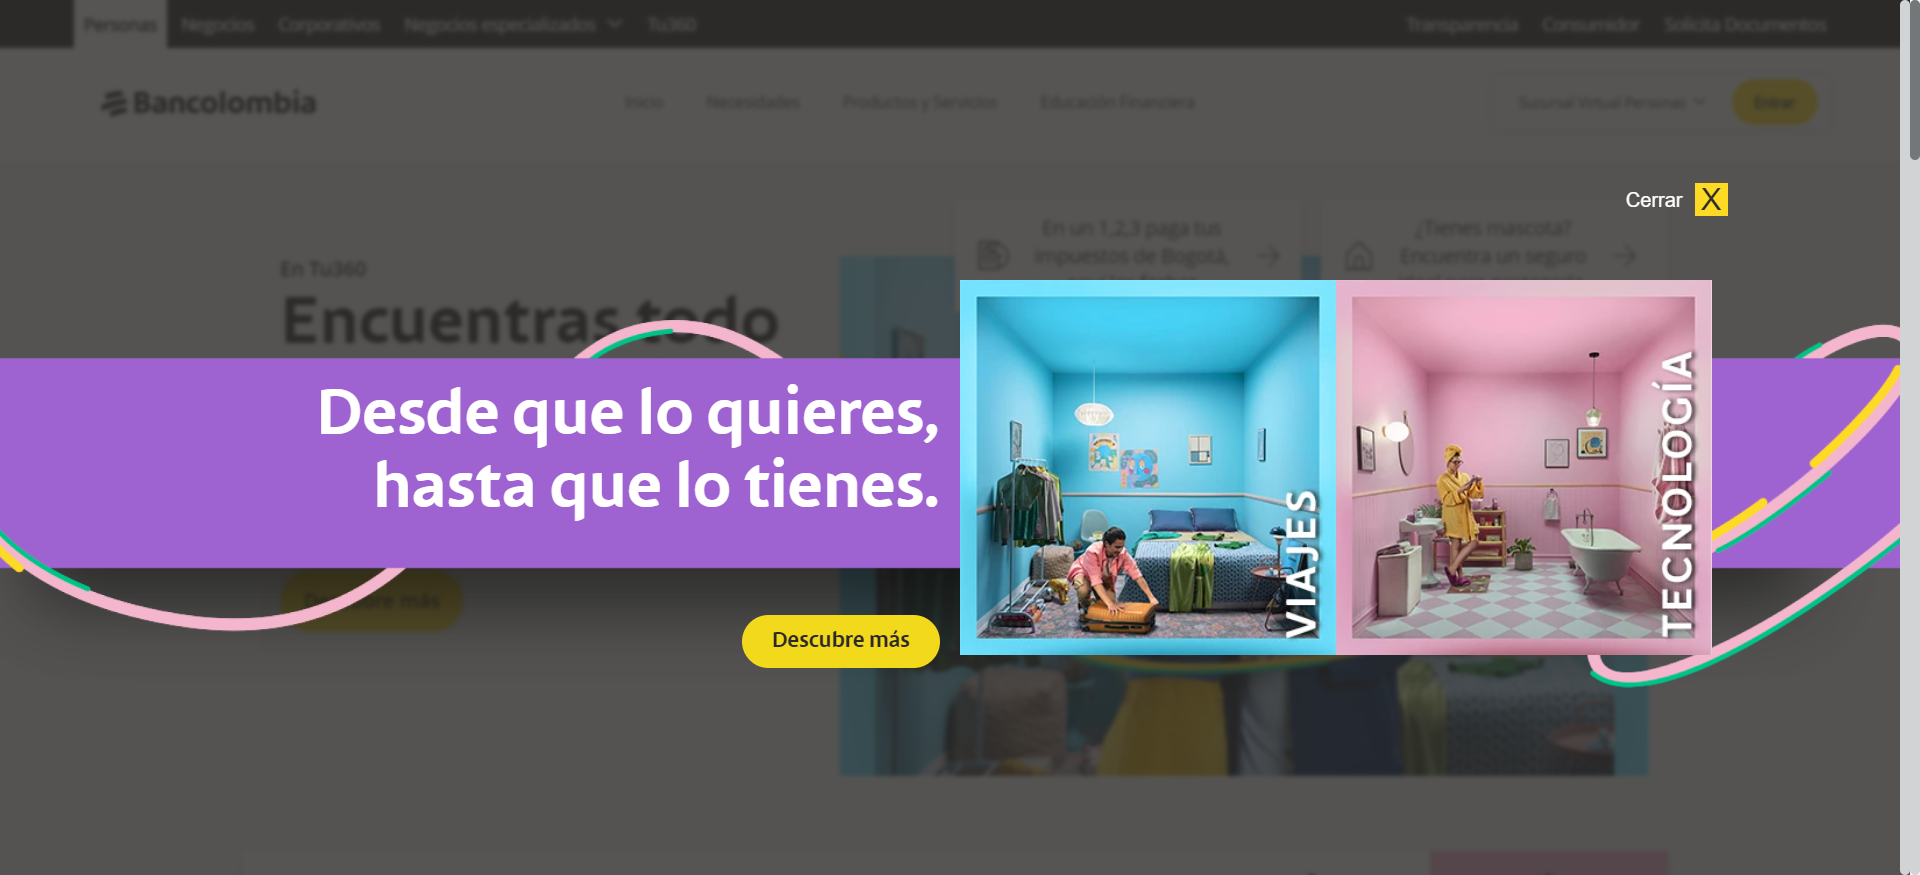 Personas
Negocios
Corporativos
Negocios especializados
Tu360
Transparencia
Consumidor
Solicita Documentos
Bancolombia
Inicio
Necesidades
Productos y Servicios
Educación Financiera
Sucursal Virtual Personas
Entrar
Cerrar X
En un 1,2,3 paga tus
impuestos de Bogotá,
¿Tienes mascota?
Encuentra un seguro
En Tu360
Encuentras todo
Desde que lo quieres,
hasta que lo tienes.
Descubre más
VIAJES
TECNOLOGÍA
Descubre más